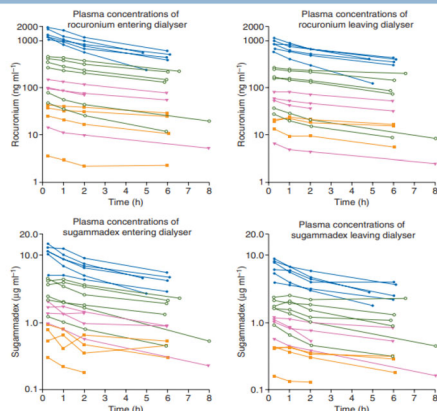 Plasma concentrations of
rocuronium entering dialyser
2000
1000
100
10
1
Rocuronium (ng ml⁻¹)
0 1 2 3 4 5 6 7 8
Time (h)
Plasma concentrations of
rocuronium leaving dialyser
2000
1000
100
10
1
Rocuronium (ng ml⁻¹)
0 1 2 3 4 5 6 7 8
Time (h)
Plasma concentrations of
sugammadex entering dialyser
20.0
10.0
1.0
0.1
Sugammadex (µg ml⁻¹)
0 1 2 3 4 5 6 7 8
Time (h)
Plasma concentrations of
sugammadex leaving dialyser
20.0
10.0
1.0
0.1
Sugammadex (µg ml⁻¹)
0 1 2 3 4 5 6 7 8
Time (h)